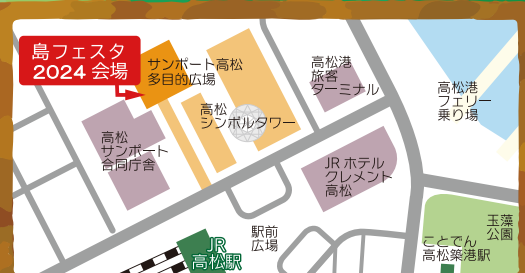 島フェスタ
2024 会場
サンポート高松
多目的広場
高松
シンボルタワー
高松港
旅客
ターミナル
高松港
フェリー
乗り場
高松
サンポート
合同庁舎
JR ホテル
クレメント
高松
駅前
広場
JR
高松駅
玉藻
公園
ことでん
高松築港駅